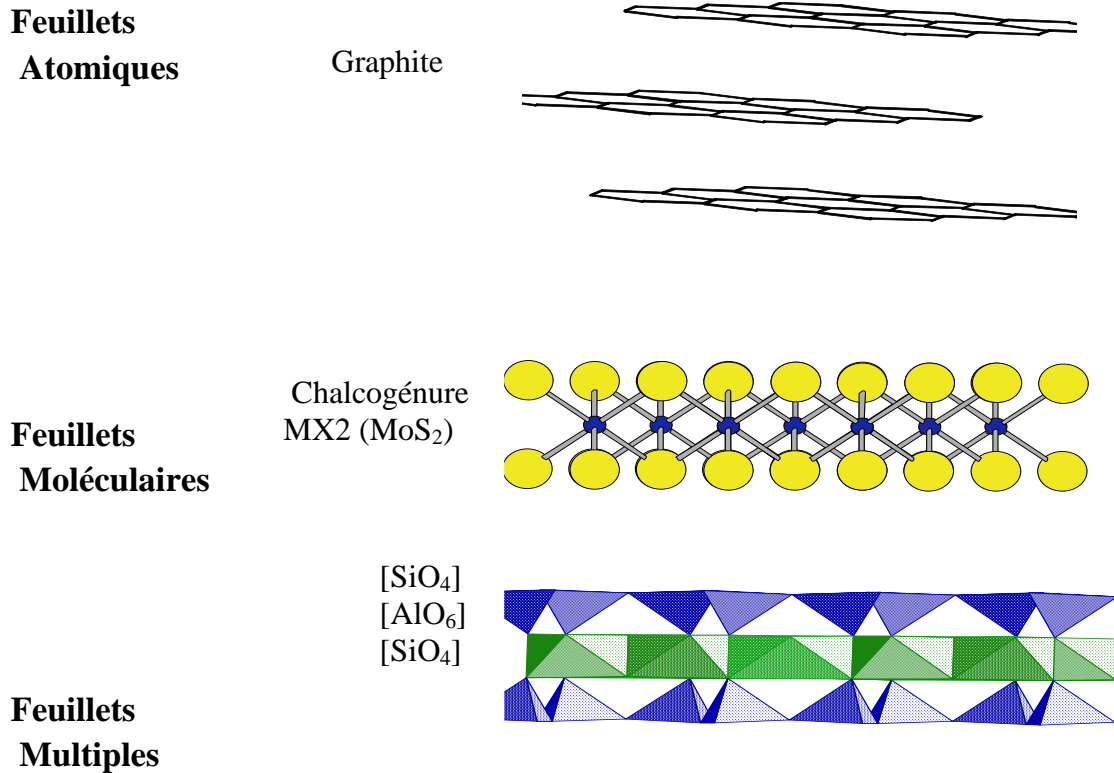 Feuillets
Atomiques
Graphite
Chalcogénure
MX2 (MoS₂)
Feuillets
Moléculaires
[SiO₄]
[AlO₆]
[SiO₄]
Feuillets
Multiples